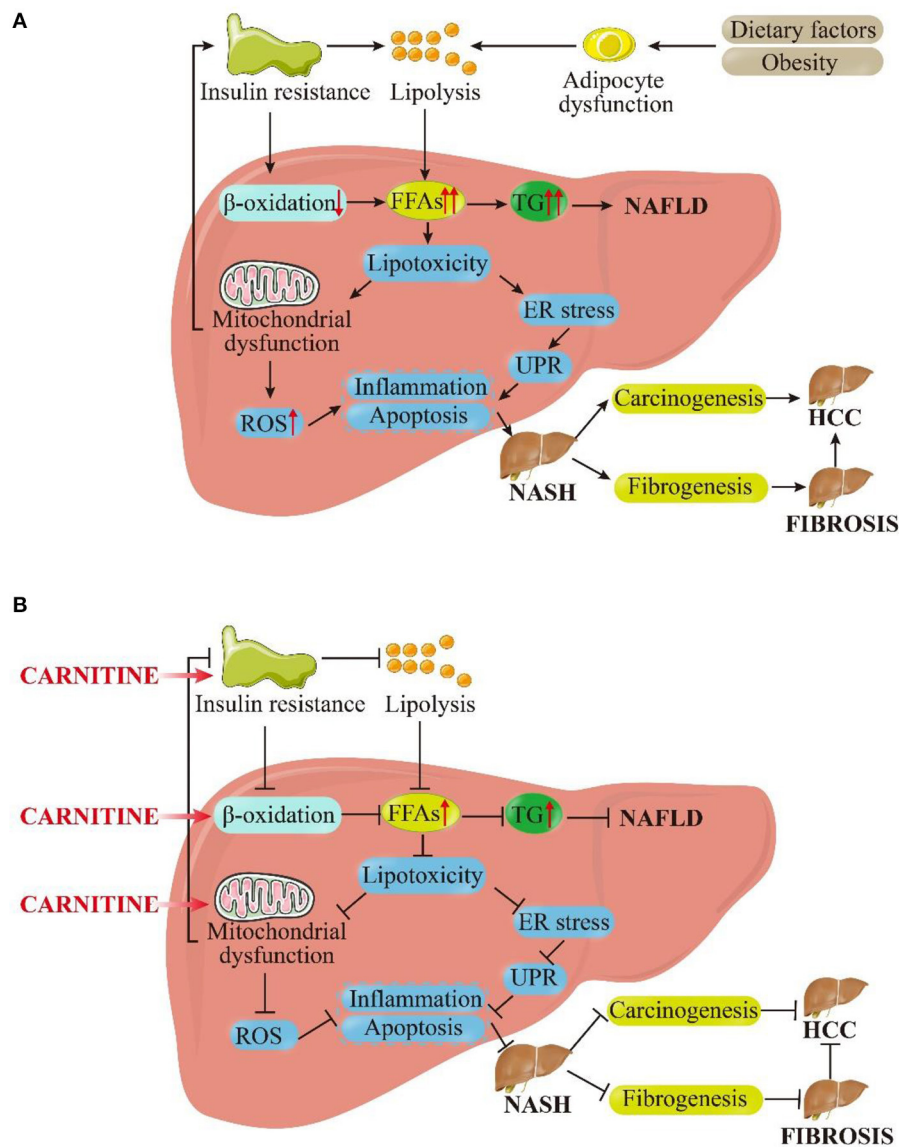 A
Dietary factors
Obesity
Insulin resistance
Lipolysis
Adipocyte
dysfunction
β-oxidation
FFAs
TG
NAFLD
Lipotoxicity
Mitochondrial
dysfunction
ER stress
UPR
Inflammation
Apoptosis
ROS
Carcinogenesis
HCC
NASH
Fibrogenesis
FIBROSIS
B
CARNITINE
Insulin resistance
Lipolysis
CARNITINE
β-oxidation
FFAs
TG
NAFLD
Lipotoxicity
CARNITINE
Mitochondrial
dysfunction
ER stress
UPR
Inflammation
Apoptosis
ROS
Carcinogenesis
HCC
NASH
Fibrogenesis
FIBROSIS